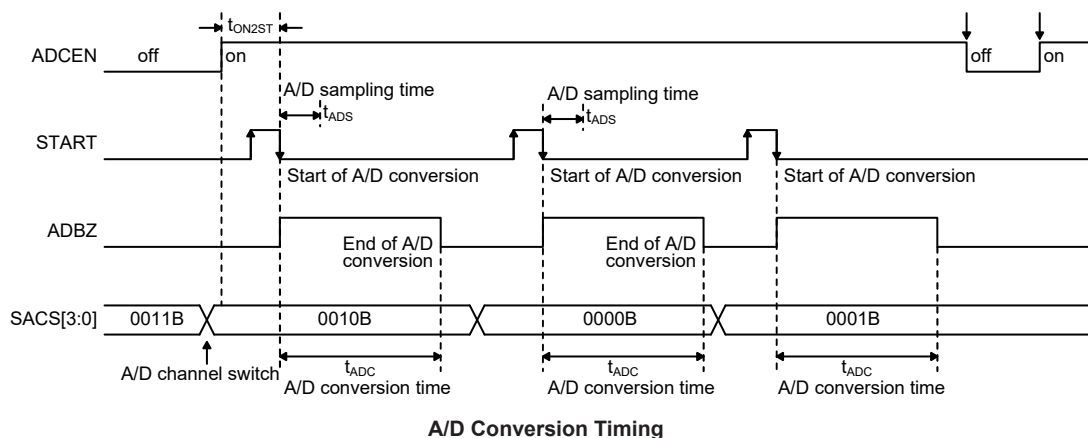 tON2ST
ADCEN
off
on
off
on
A/D sampling time
tADS
A/D sampling time
tADS
START
Start of A/D conversion
Start of A/D conversion
Start of A/D conversion
ADBZ
End of A/D
conversion
End of A/D
conversion
SACS[3:0]
0011B
0010B
0000B
0001B
A/D channel switch
tADC
A/D conversion time
tADC
A/D conversion time
tADC
A/D conversion time
A/D Conversion Timing